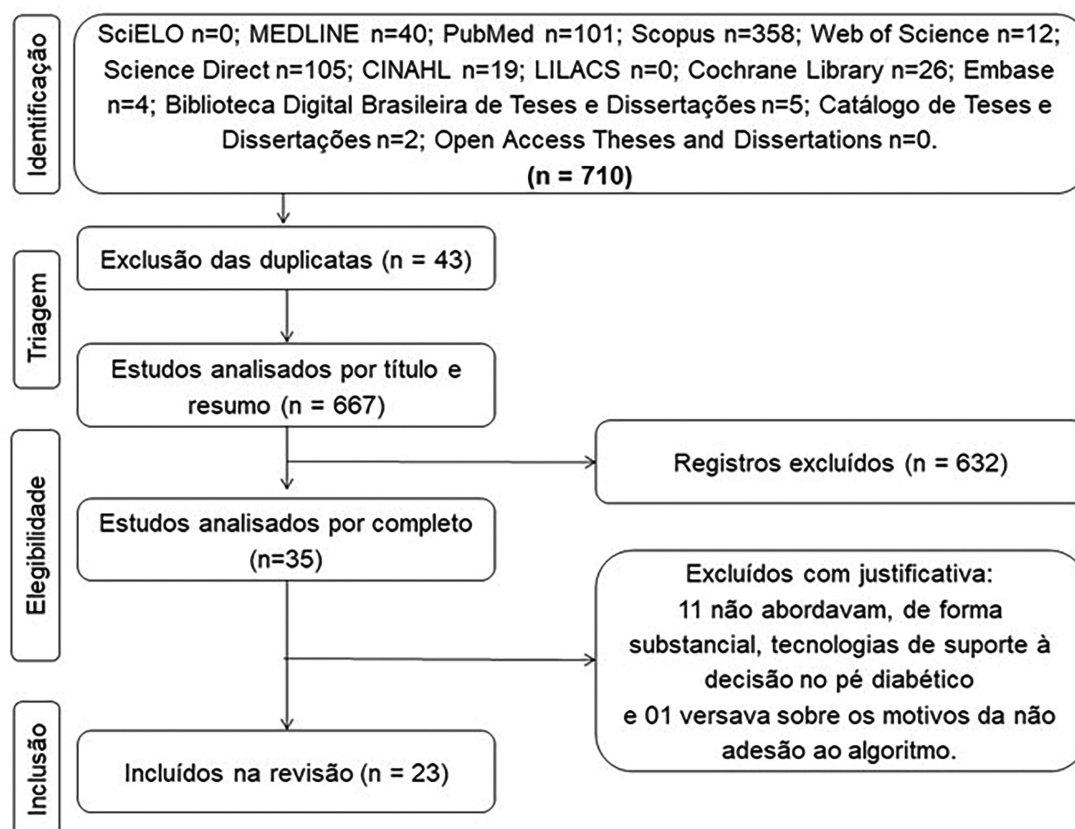 Identificação
SciELO n=0; MEDLINE n=40; PubMed n=101; Scopus n=358; Web of Science n=12;
Science Direct n=105; CINAHL n=19; LILACS n=0; Cochrane Library n=26; Embase
n=4; Biblioteca Digital Brasileira de Teses e Dissertações n=5; Catálogo de Teses e
Dissertações n=2; Open Access Theses and Dissertations n=0.
(n = 710)
Triagem
Exclusão das duplicatas (n = 43)
Estudos analisados por título e
resumo (n = 667)
Elegibilidade
Registros excluídos (n = 632)
Estudos analisados por completo
(n=35)
Excluídos com justificativa:
11 não abordavam, de forma
substancial, tecnologias de suporte à
decisão no pé diabético
e 01 versava sobre os motivos da não
adesão ao algoritmo.
Inclusão
Incluídos na revisão (n = 23)